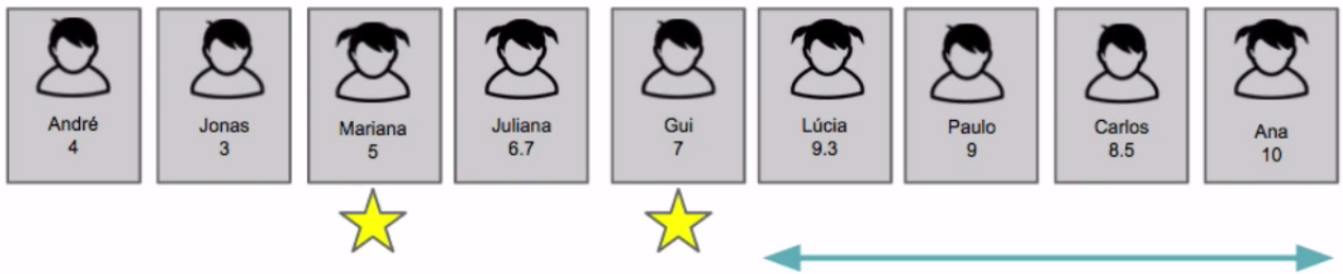 André
4
Jonas
3
Mariana
5
Juliana
6.7
Gui
7
Lúcia
9.3
Paulo
9
Carlos
8.5
Ana
10